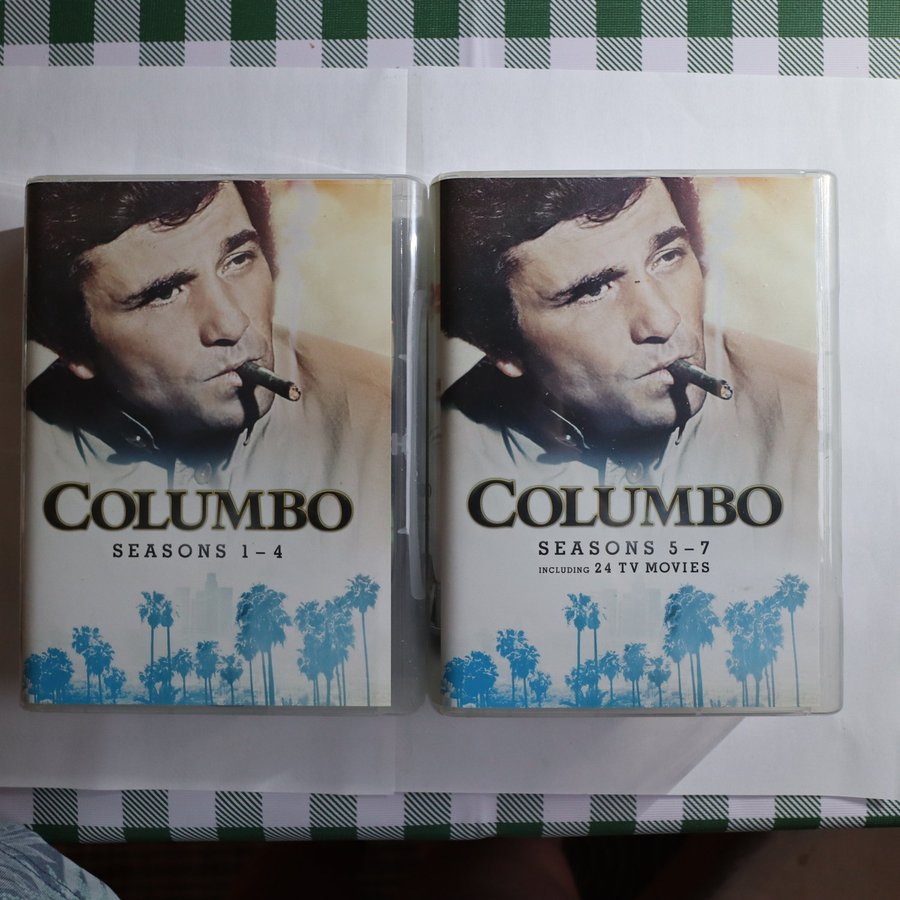 COLUMBO
SEASONS 1–4
COLUMBO
SEASONS 5–7
INCLUDING 24 TV MOVIES